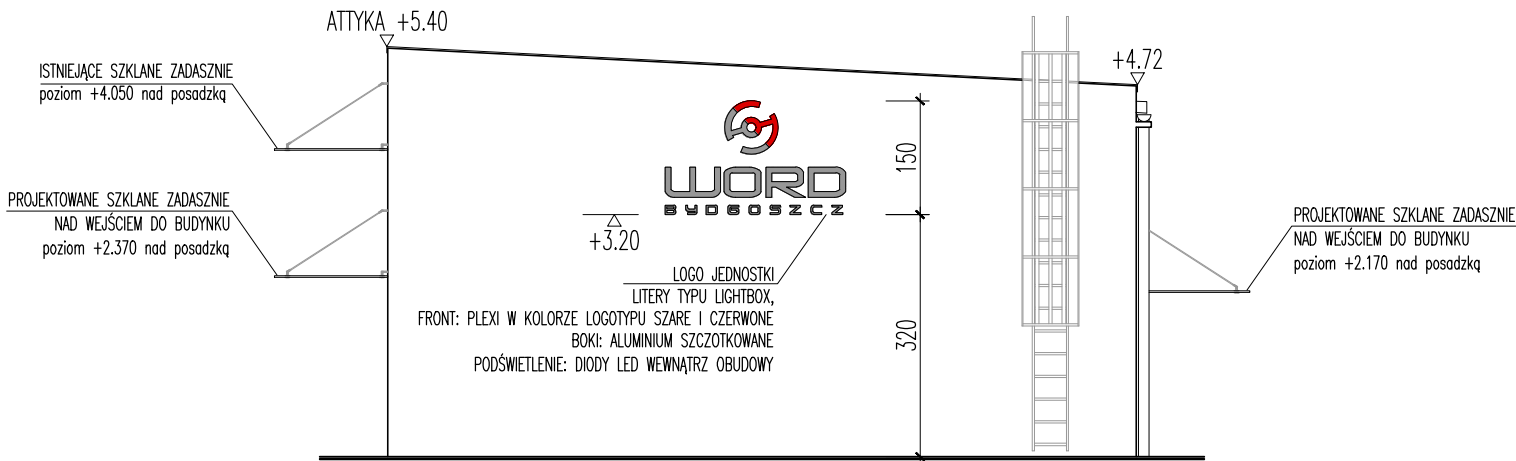 ATTYKA +5.40
ISTNIEJĄCE SZKLANE ZADASZNIE
poziom +4.050 nad posadzką
+4.72
150
WORD
BYDGOSZCZ
PROJEKTOWANE SZKLANE ZADASZNIE
NAD WEJŚCIEM DO BUDYNKU
poziom +2.370 nad posadzką
+3.20
PROJEKTOWANE SZKLANE ZADASZNIE
NAD WEJŚCIEM DO BUDYNKU
poziom +2.170 nad posadzką
LOGO JEDNOSTKI
LITERY TYPU LIGHTBOX,
FRONT: PLEXI W KOLORZE LOGOTYPU SZARE I CZERWONE
BOKI: ALUMINIUM SZCZOTKOWANE
PODŚWIETLENIE: DIODY LED WEWNĄTRZ OBUDOWY
320